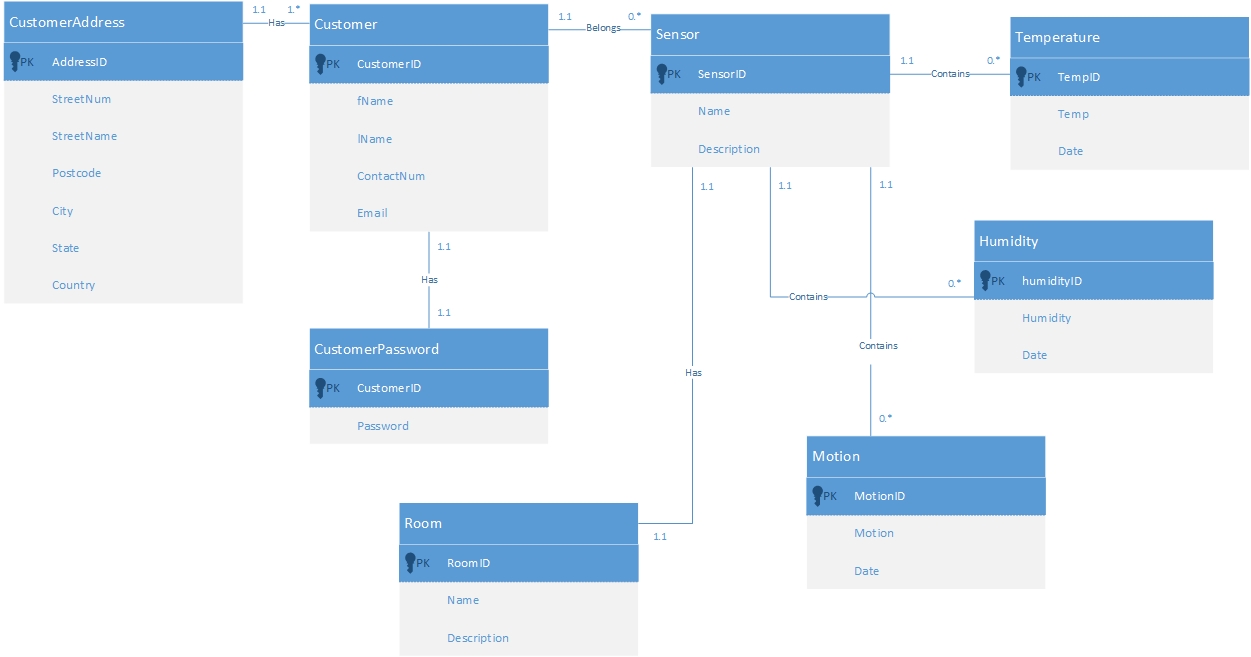 CustomerAddress
PK AddressID
StreetNum
StreetName
Postcode
City
State
Country
1.1 Has 1.*
Customer
PK CustomerID
fName
lName
ContactNum
Email
1.1 Belongs 0.*
Sensor
PK SensorID
Name
Description
1.1 Contains 0.*
Temperature
PK TempID
Temp
Date
1.1
Has
1.1
CustomerPassword
PK CustomerID
Password
1.1
1.1
1.1
Contains
0.*
Humidity
PK humidityID
Humidity
Date
Contains
0.*
Has
1.1
Motion
PK MotionID
Motion
Date
Room
PK RoomID
Name
Description